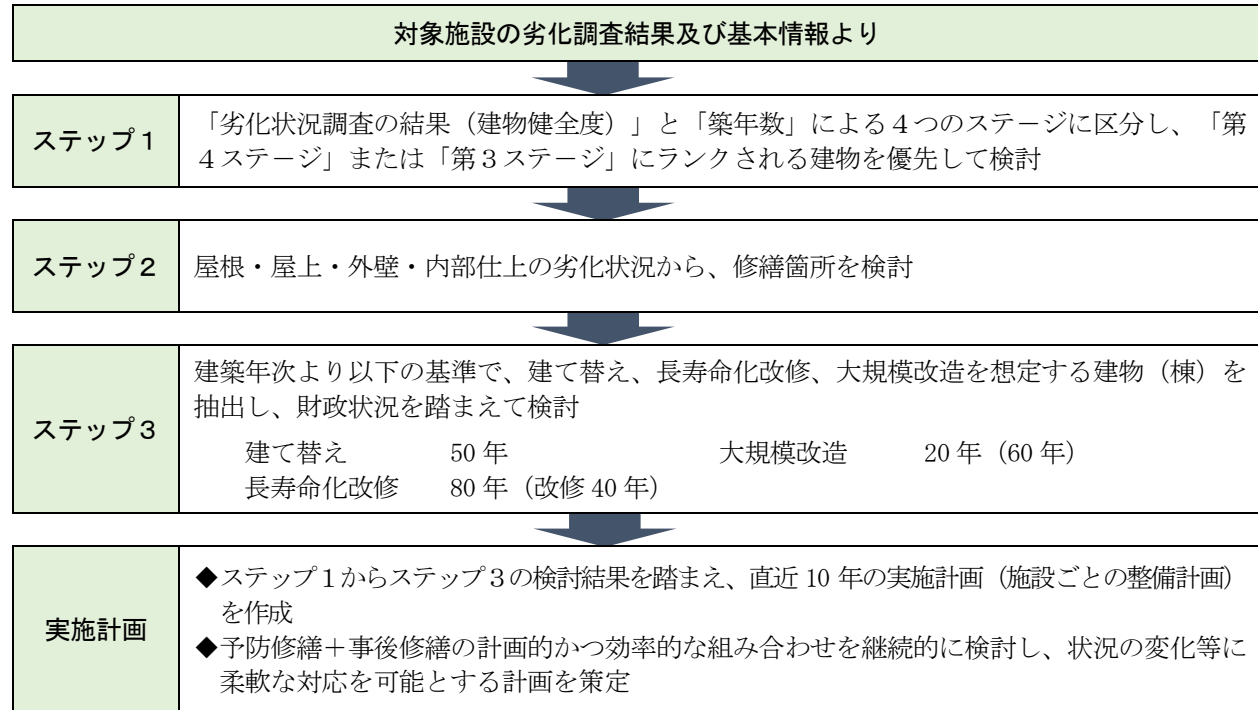 対象施設の劣化調査結果及び基本情報より
ステップ１
「劣化状況調査の結果（建物健全度）」と「築年数」による４つのステージに区分し、「第
４ステージ」または「第３ステージ」にランクされる建物を優先して検討
ステップ２
屋根・屋上・外壁・内部仕上の劣化状況から、修繕箇所を検討
ステップ３
建築年次より以下の基準で、建て替え、長寿命化改修、大規模改造を想定する建物（棟）を
抽出し、財政状況を踏まえて検討
建て替え　50 年　大規模改造　20 年（60 年）
長寿命化改修　80 年（改修 40 年）
実施計画
◆ステップ１からステップ３の検討結果を踏まえ、直近 10 年の実施計画（施設ごとの整備計画）
を作成
◆予防修繕＋事後修繕の計画的かつ効率的な組み合わせを継続的に検討し、状況の変化等に
柔軟な対応を可能とする計画を策定